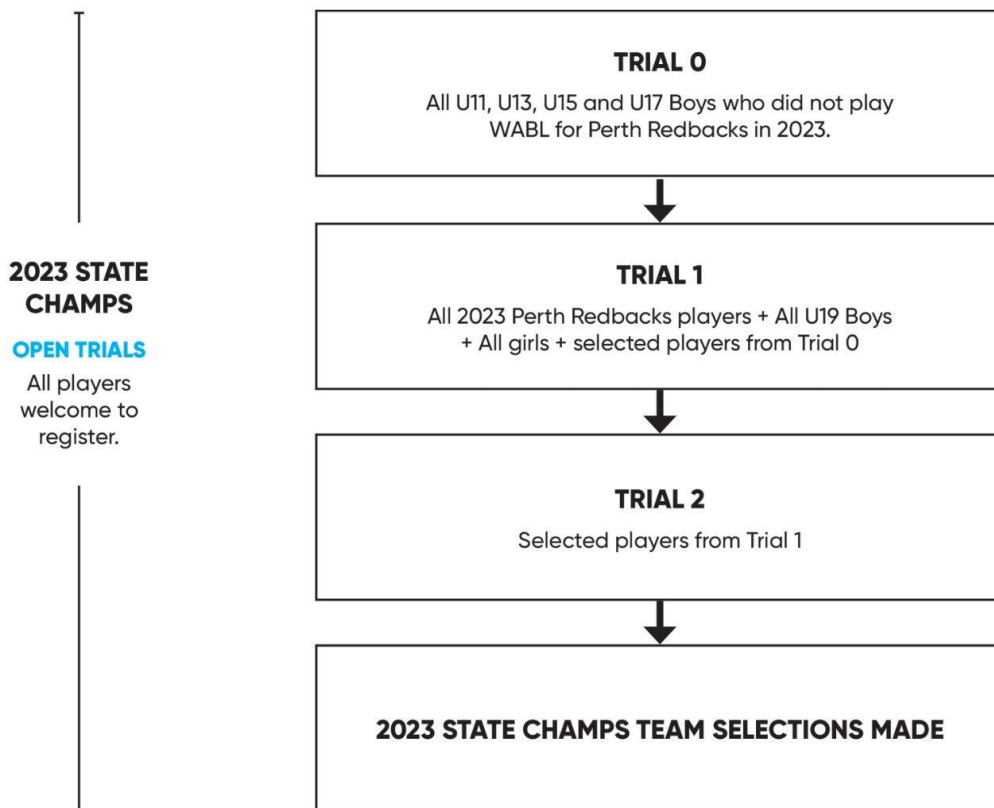 2023 STATE
CHAMPS
OPEN TRIALS
All players
welcome to
register.
TRIAL 0
All U11, U13, U15 and U17 Boys who did not play
WABL for Perth Redbacks in 2023.
TRIAL 1
All 2023 Perth Redbacks players + All U19 Boys
+ All girls + selected players from Trial 0
TRIAL 2
Selected players from Trial 1
2023 STATE CHAMPS TEAM SELECTIONS MADE